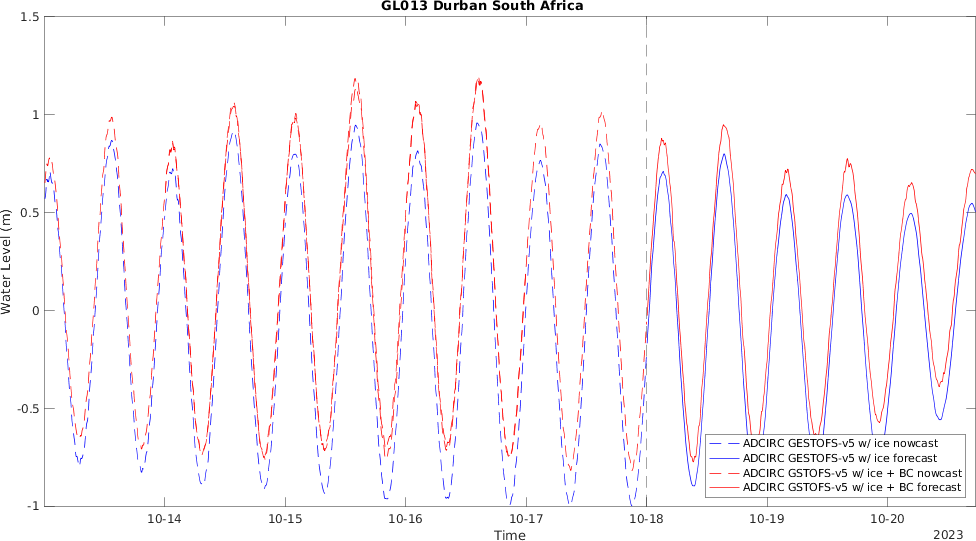 GL013 Durban South Africa
1.5
1
0.5
0
-0.5
-1
Water Level (m)
10-14 10-15 10-16 10-17 10-18 10-19 10-20
Time
2023
ADCIRC GESTOFS-v5 w/ ice nowcast
ADCIRC GESTOFS-v5 w/ ice forecast
ADCIRC GSTOFS-v5 w/ ice + BC nowcast
ADCIRC GSTOFS-v5 w/ ice + BC forecast